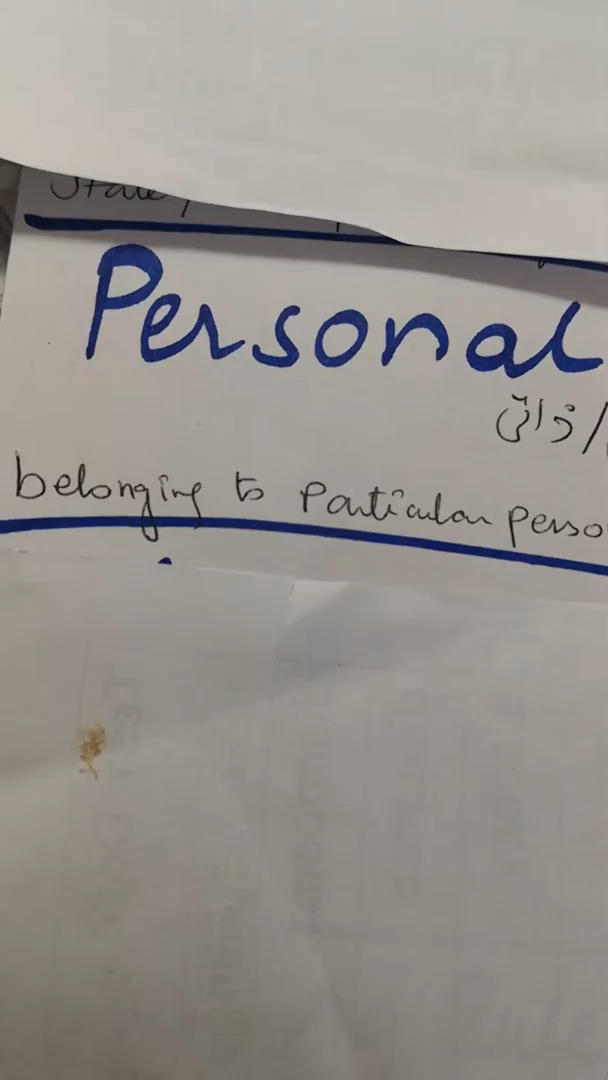 Personal
ذاتی /
belonging to particular perso